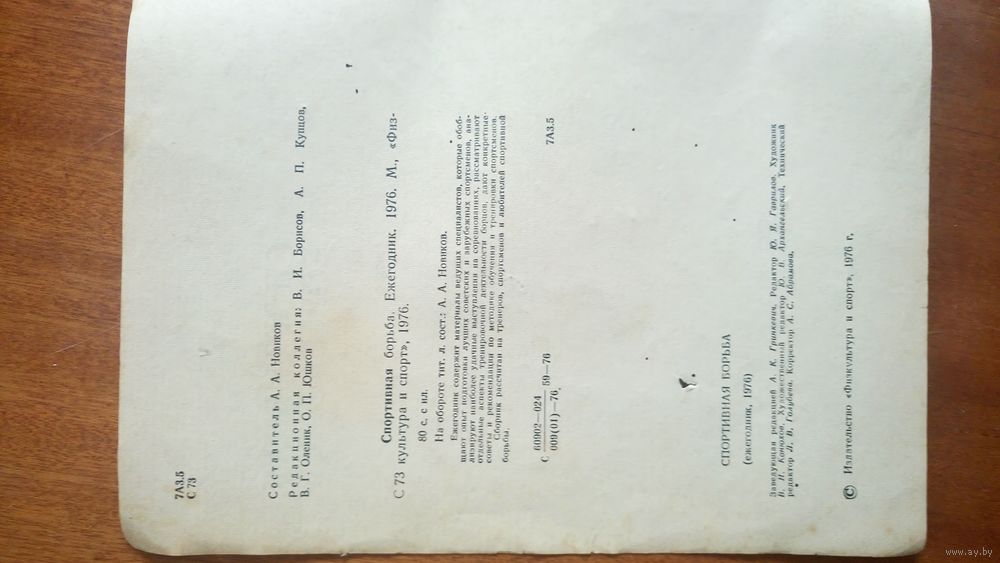 7А3.5
С 73
Составитель А. А. Новиков
Редакционная коллегия: В. И. Борисов, А. П. Купцов,
В. Г. Оленик, О. П. Юшков
Спортивная борьба. Ежегодник. 1976. М., «Физ-
С 73 культура и спорт», 1976.
80 с. с ил.
На обороте тит. л. сост.: А. А. Новиков.
Ежегодник содержит материалы ведущих специалистов, которые обоб-
щают опыт подготовки лучших советских и зарубежных спортсменов, ана-
лизируют наиболее удачные выступления на соревнованиях, рассматривают
отдельные аспекты тренировочной деятельности борцов, дают конкретные
советы и рекомендации по методике обучения и тренировки спортсменов.
Сборник рассчитан на тренеров, спортсменов и любителей спортивной
борьбы.
60902—024
С 59—76
009(01)—76
7А3.5
СПОРТИВНАЯ БОРЬБА
(ежегодник, 1976)
Заведующая редакцией А. К. Гринкевич. Редактор Ю. Я. Гаврилов. Художник
В. П. Конюхов. Художественный редактор Ю. В. Архангельский. Технический
редактор Л. В. Голубева. Корректор А. С. Абрамова.
© Издательство «Физкультура и спорт», 1976 г.
www.ay.by